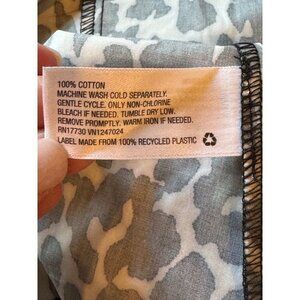 100% COTTON
MACHINE WASH COLD SEPARATELY.
GENTLE CYCLE. ONLY NON-CHLORINE
BLEACH IF NEEDED. TUMBLE DRY LOW.
REMOVE PROMPTLY. WARM IRON IF NEEDED.
RN17730 VN1247024
LABEL MADE FROM 100% RECYCLED PLASTIC